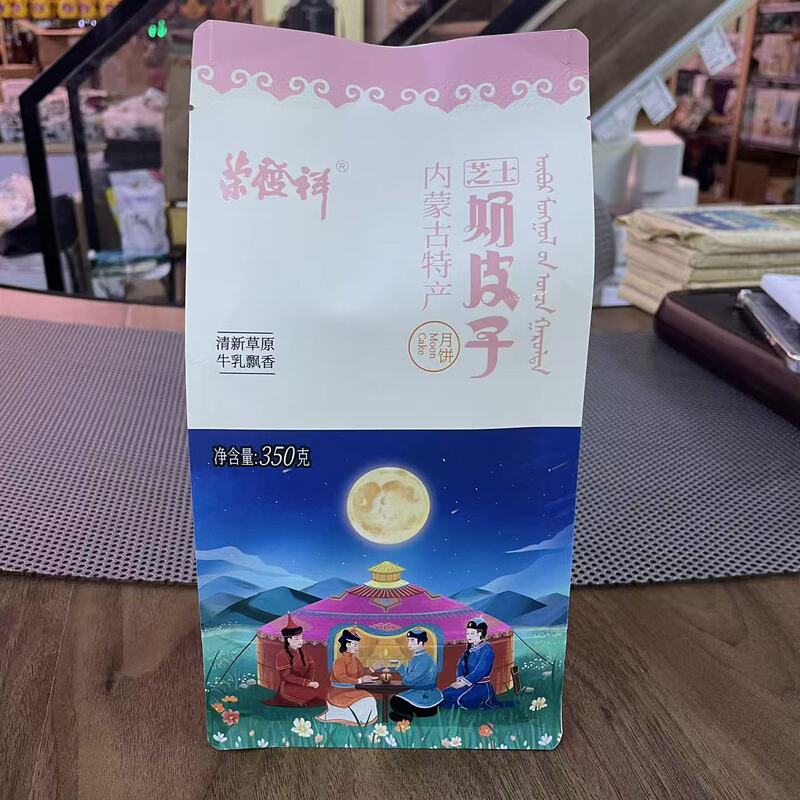 荣發祥®
芝士
奶皮子
内蒙古特产
月饼
Moon
Cake
清新草原
牛乳飘香
净含量:350克